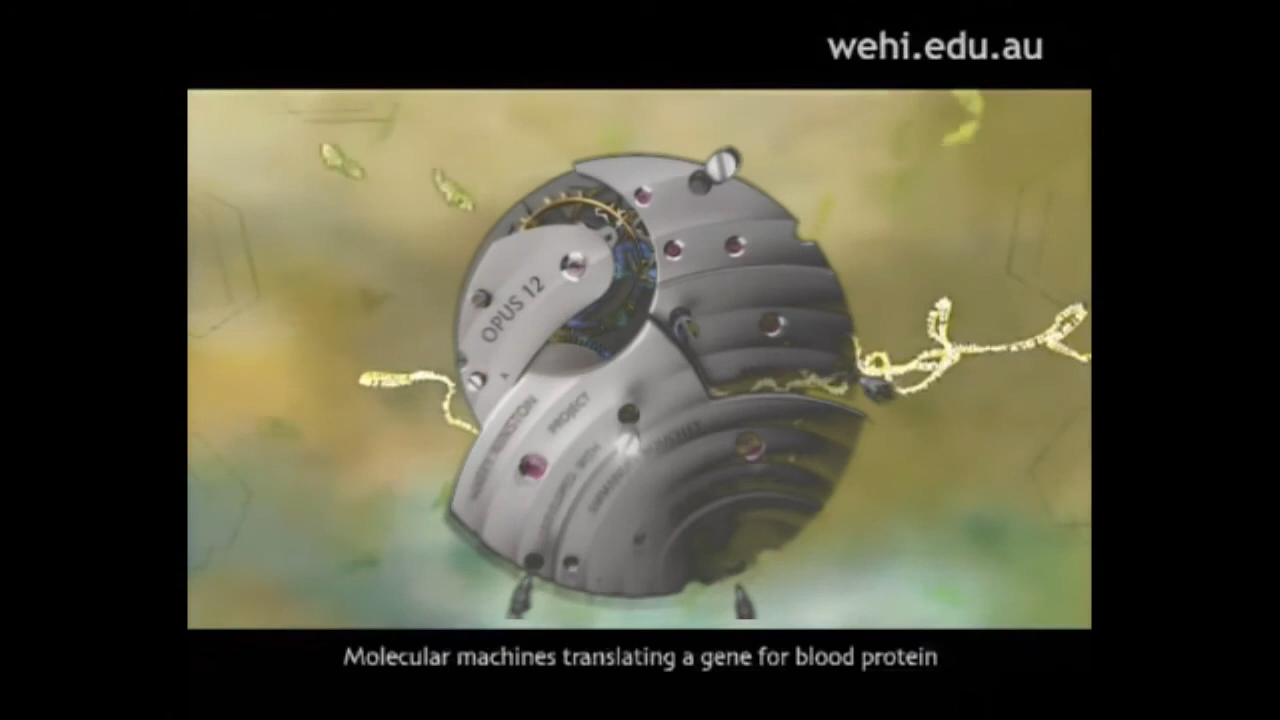 wehi.edu.au
OPUS 12
PROJECT
Molecular machines translating a gene for blood protein